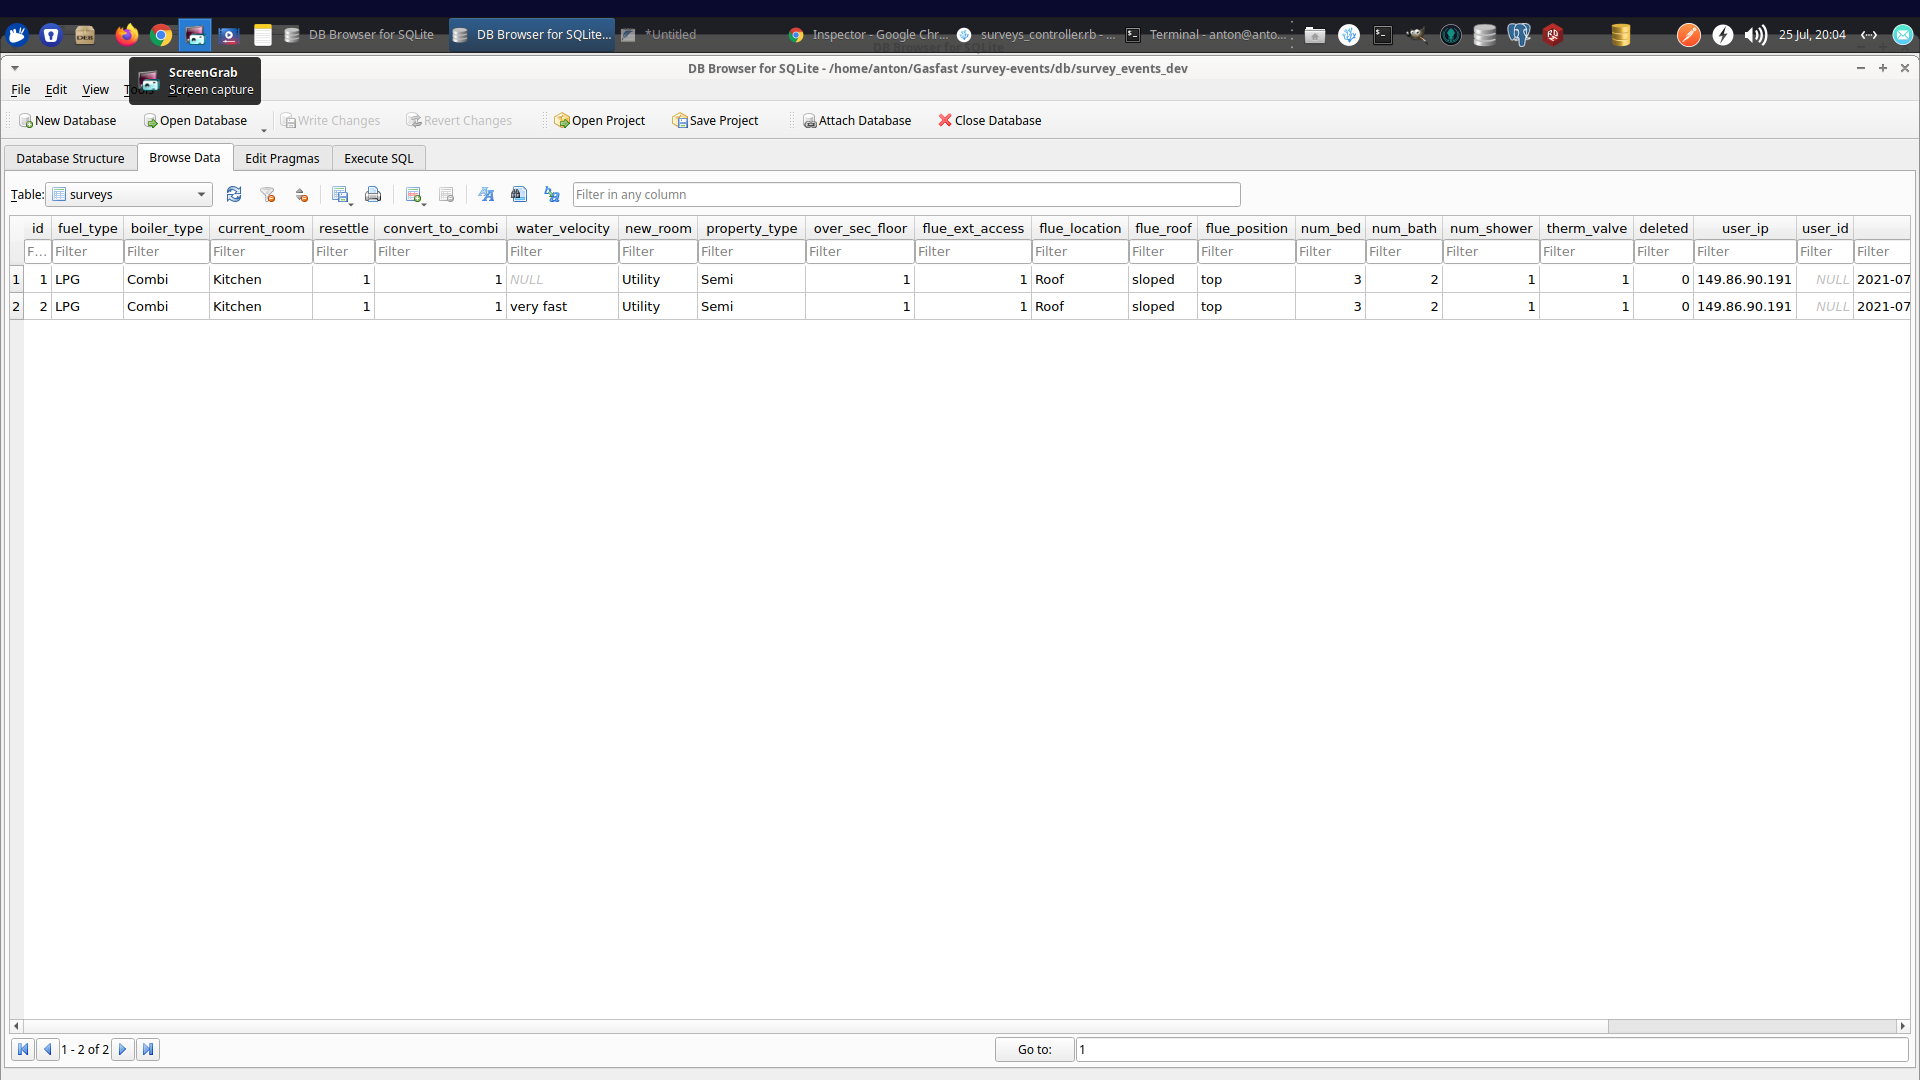 DB Browser for SQLite
DB Browser for SQLite...
*Untitled
Inspector - Google Chr...
surveys_controller.rb - ...
Terminal - anton@anto...
25 Jul, 20:04
ScreenGrab
Screen capture
DB Browser for SQLite - /home/anton/Gasfast /survey-events/db/survey_events_dev
File Edit View
New Database Open Database Write Changes Revert Changes Open Project Save Project Attach Database Close Database
Database Structure Browse Data Edit Pragmas Execute SQL
Table: surveys Filter in any column
id fuel_type boiler_type current_room resettle convert_to_combi water_velocity new_room property_type over_sec_floor flue_ext_access flue_location flue_roof flue_position num_bed num_bath num_shower therm_valve deleted user_ip user_id
F... Filter Filter Filter Filter Filter Filter Filter Filter Filter Filter Filter Filter Filter Filter Filter Filter Filter Filter Filter Filter Filter
1 1 LPG Combi Kitchen 1 1 NULL Utility Semi 1 1 Roof sloped top 3 2 1 1 0 149.86.90.191 NULL 2021-07
2 2 LPG Combi Kitchen 1 1 very fast Utility Semi 1 1 Roof sloped top 3 2 1 1 0 149.86.90.191 NULL 2021-07
1 - 2 of 2 Go to: 1